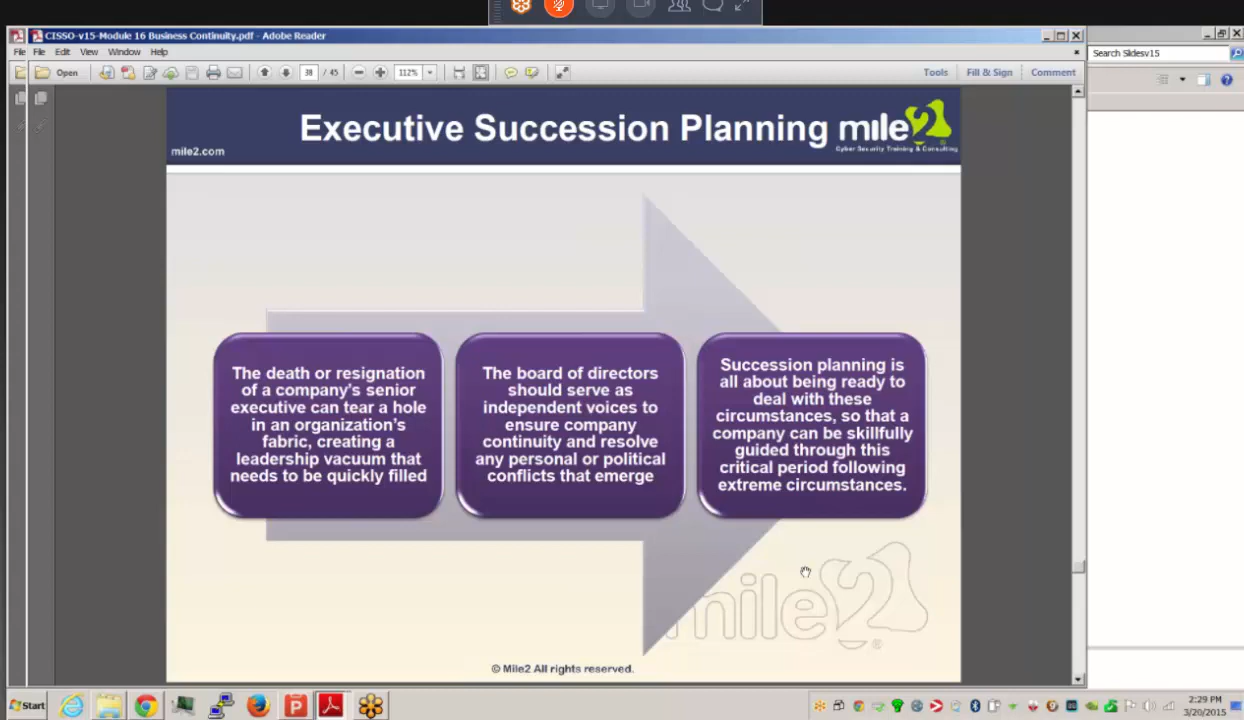 CISSO-v15-Module 16 Business Continuity.pdf - Adobe Reader
File File Edit View Window Help
Search Slidesv15
Open 38 / 45 112% Tools Fill & Sign Comment
Executive Succession Planning
mile2
Cyber Security Training & Consulting
mile2.com
The death or resignation
of a company's senior
executive can tear a hole
in an organization's
fabric, creating a
leadership vacuum that
needs to be quickly filled
The board of directors
should serve as
independent voices to
ensure company
continuity and resolve
any personal or political
conflicts that emerge
Succession planning is
all about being ready to
deal with these
circumstances, so that a
company can be skillfully
guided through this
critical period following
extreme circumstances.
mile2®
© Mile2 All rights reserved.
Start
2:29 PM
3/20/2015